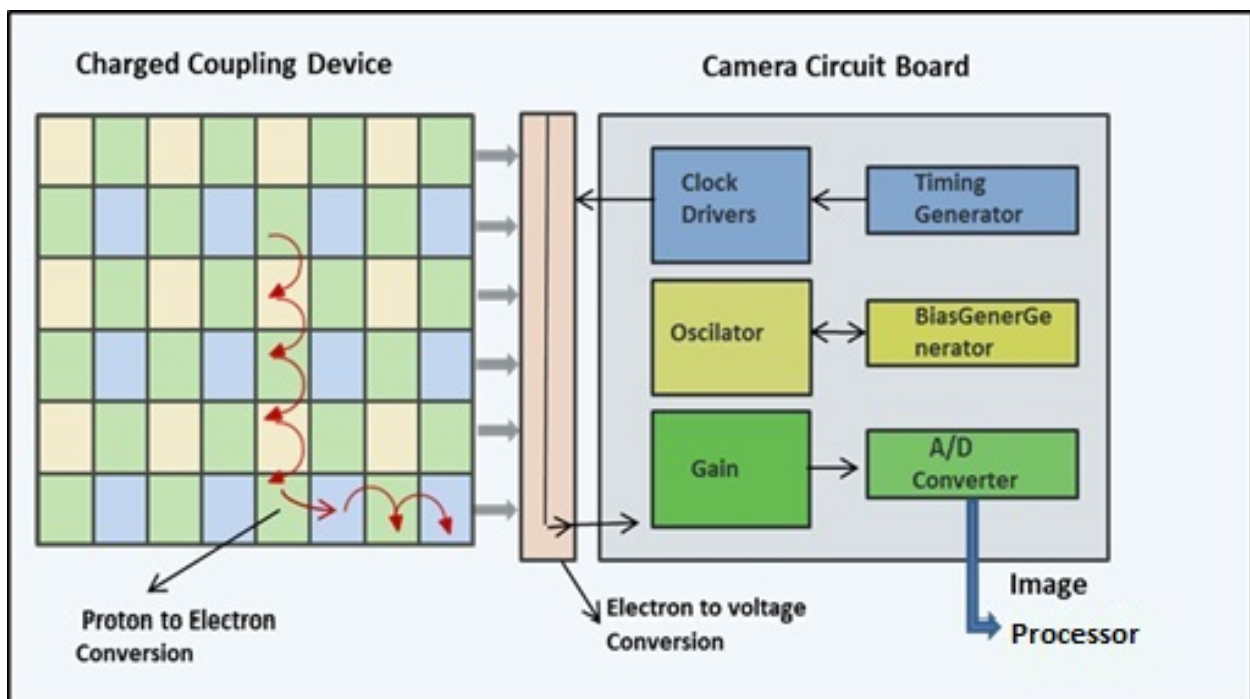 Charged Coupling Device
Camera Circuit Board
Clock
Drivers
Timing
Generator
Oscilator
BiasGenerGe
nerator
Gain
A/D
Converter
Proton to Electron
Conversion
Electron to voltage
Conversion
Image
Processor